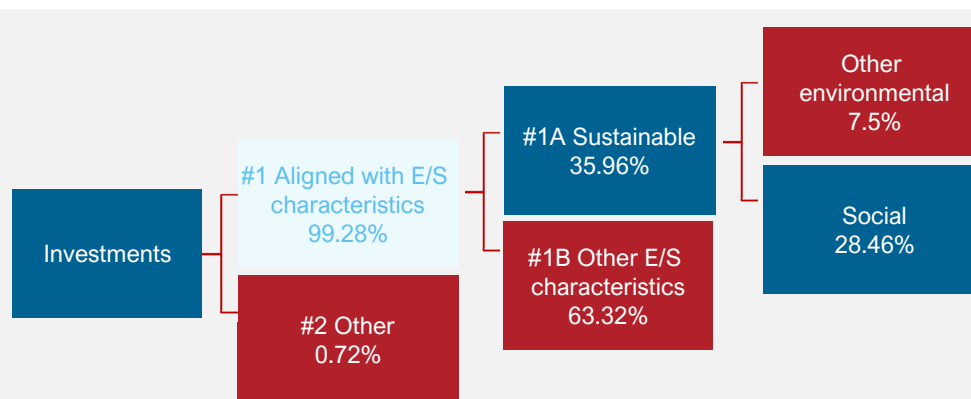 Investments
#1 Aligned with E/S
characteristics
99.28%
#2 Other
0.72%
#1A Sustainable
35.96%
#1B Other E/S
characteristics
63.32%
Other
environmental
7.5%
Social
28.46%